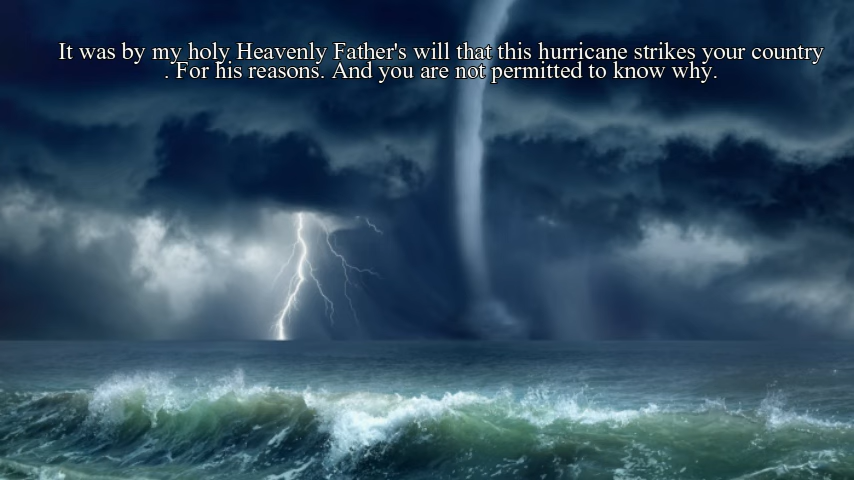 It was by my holy Heavenly Father's will that this hurricane strikes your country
. For his reasons. And you are not permitted to know why.